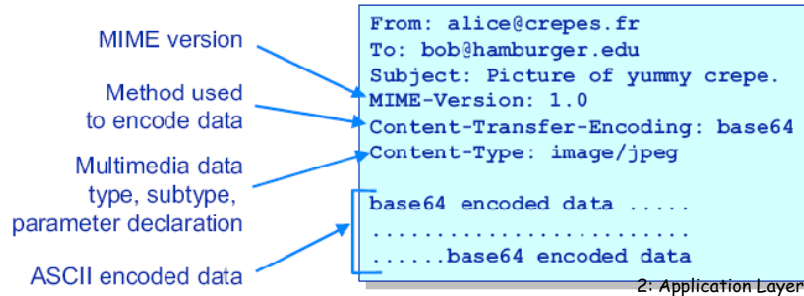 MIME version
Method used
to encode data
Multimedia data
type, subtype,
parameter declaration
ASCII encoded data
From: alice@crepes.fr
To: bob@hamburger.edu
Subject: Picture of yummy crepe.
MIME-Version: 1.0
Content-Transfer-Encoding: base64
Content-Type: image/jpeg
base64 encoded data .....
.........................
......base64 encoded data
2: Application Layer